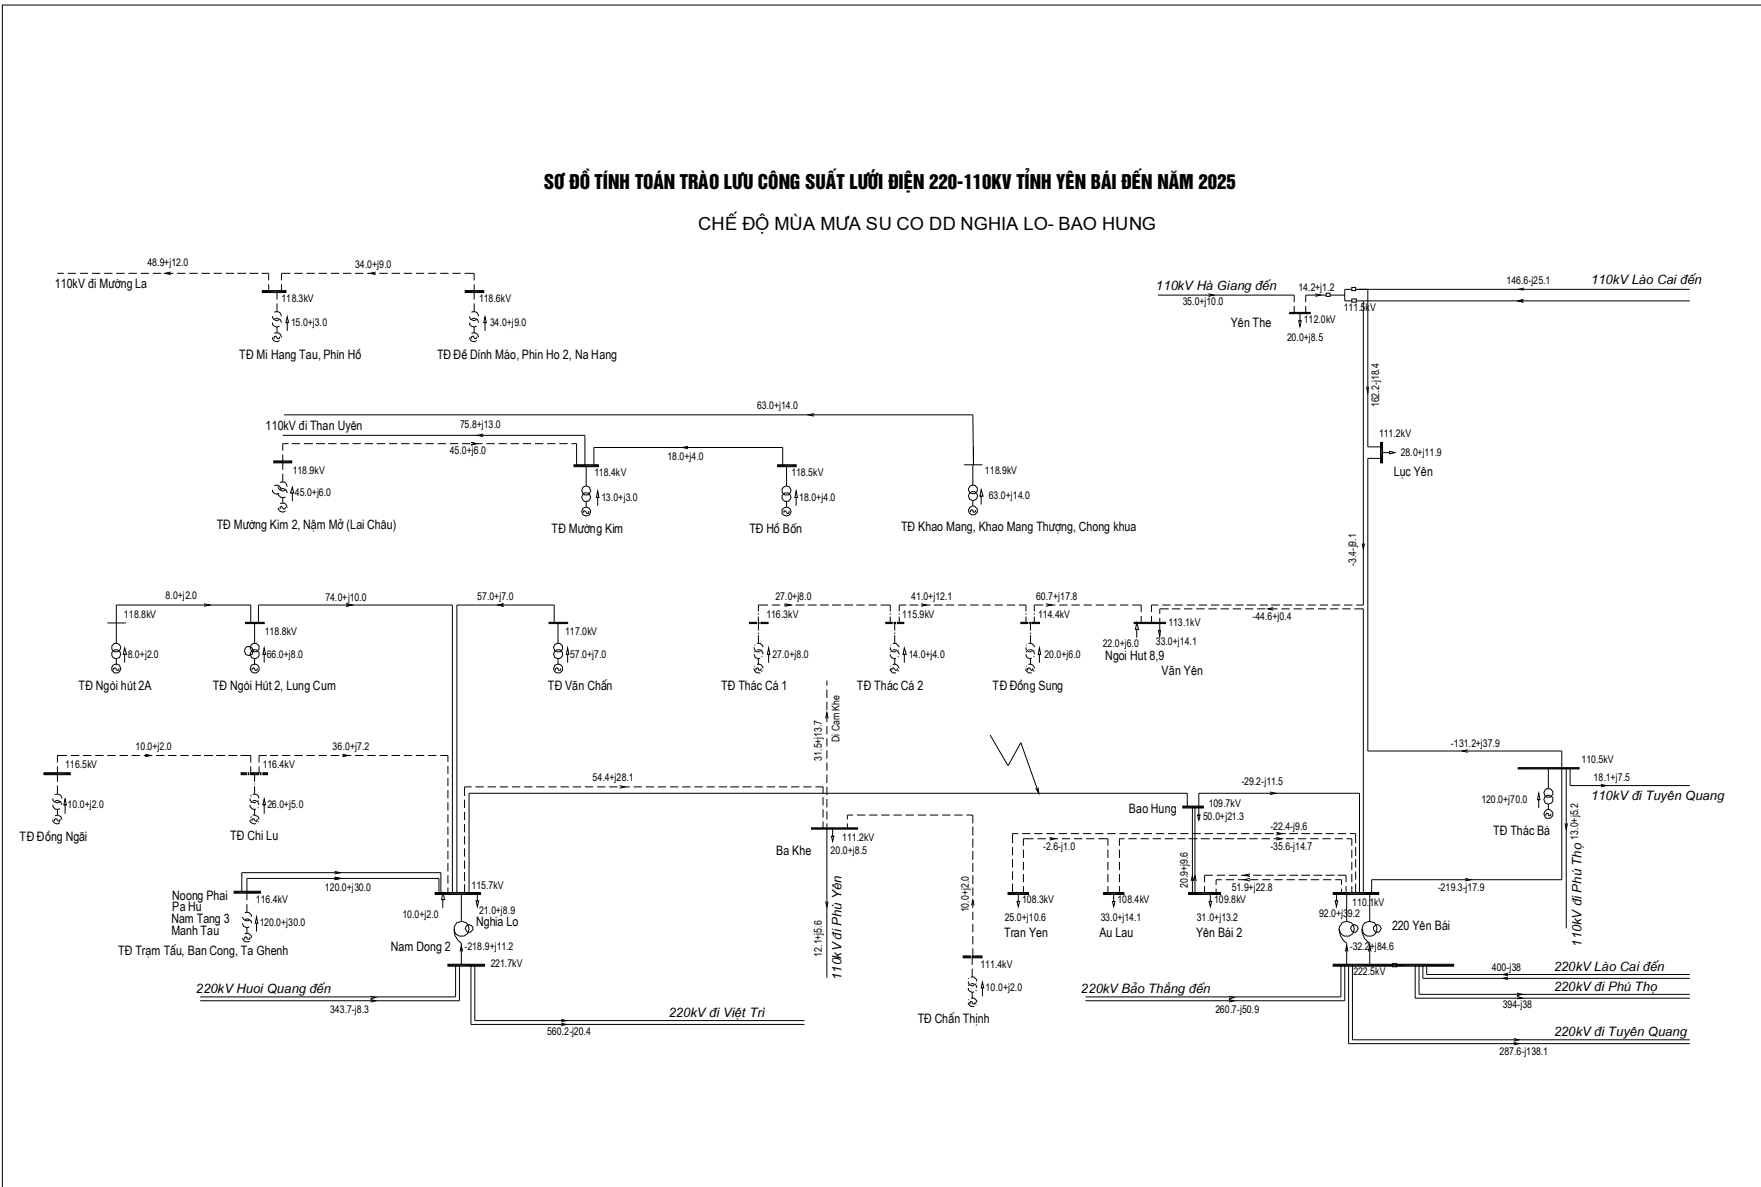 SƠ ĐỒ TÍNH TOÁN TRÀO LƯU CÔNG SUẤT LƯỚI ĐIỆN 220-110KV TỈNH YÊN BÁI ĐẾN NĂM 2025
CHẾ ĐỘ MÙA MƯA SU CO DD NGHIA LO- BAO HUNG
48.9+j12.0
34.0+j9.0
110kV đi Mường La
118.3kV
118.6kV
15.0+j3.0
34.0+j9.0
TĐ Mi Hang Tau, Phin Hồ
TĐ Đề Dính Máo, Phin Ho 2, Na Hang
110kV Hà Giang đến
14.2+j1.2
146.6-j25.1
110kV Lào Cai đến
35.0+j10.0
111.5kV
Yên The
112.0kV
20.0+j8.5
162.2-j18.4
63.0+j14.0
110kV đi Than Uyên
75.8+j13.0
45.0+j6.0
18.0+j4.0
118.9kV
118.4kV
118.5kV
118.9kV
45.0+j6.0
13.0+j3.0
18.0+j4.0
63.0+j14.0
TĐ Mường Kim 2, Nậm Mở (Lai Châu)
TĐ Mường Kim
TĐ Hồ Bốn
TĐ Khao Mang, Khao Mang Thượng, Chong khua
111.2kV
28.0+j11.9
Lục Yên
-3.4-j9.1
8.0+j2.0
74.0+j10.0
57.0+j7.0
27.0+j8.0
41.0+j12.1
60.7+j17.8
-44.6+j0.4
118.8kV
118.8kV
117.0kV
116.3kV
115.9kV
114.4kV
113.1kV
8.0+j2.0
66.0+j8.0
57.0+j7.0
27.0+j8.0
14.0+j4.0
20.0+j6.0
22.0+j6.0
33.0+j14.1
Ngoi Hut 8,9
Văn Yên
TĐ Ngòi hút 2A
TĐ Ngòi Hút 2, Lung Cum
TĐ Văn Chấn
TĐ Thác Cá 1
TĐ Thác Cá 2
TĐ Đồng Sung
31.5+j13.7
Di Cam Khe
10.0+j2.0
36.0+j7.2
116.5kV
116.4kV
10.0+j2.0
26.0+j5.0
TĐ Đồng Ngãi
TĐ Chi Lu
54.4+j28.1
-29.2-j11.5
Bao Hung
109.7kV
50.0+j21.3
-131.2+j37.9
110.5kV
18.1+j7.5
110kV đi Tuyên Quang
120.0+j70.0
TĐ Thác Bà
13.0+j5.2
110kV đi Phú Thọ
-219.3-j17.9
Ba Khe
111.2kV
20.0+j8.5
12.1+j5.6
110kV đi Phù Yên
10.0+j2.0
-22.4-j9.6
-2.6-j1.0
-35.6-j14.7
20.9+j9.6
51.9+j22.8
Noong Phai
Pa Hu
Nam Tang 3
Manh Tau
116.4kV
120.0+j30.0
120.0+j30.0
TĐ Trạm Tấu, Ban Cong, Ta Ghenh
115.7kV
10.0+j2.0
21.0+j8.9
Nghia Lo
Nam Dong 2
-218.9+j11.2
221.7kV
108.3kV
25.0+j10.6
Tran Yen
108.4kV
33.0+j14.1
Au Lau
109.8kV
31.0+j13.2
Yên Bái 2
110.1kV
92.0+j39.2
220 Yên Bái
-32.2+j84.6
222.5kV
111.4kV
10.0+j2.0
TĐ Chấn Thịnh
220kV Huoi Quang đến
343.7-j8.3
220kV đi Việt Trì
560.2-j20.4
220kV Bảo Thắng đến
260.7-j50.9
400-j38
220kV Lào Cai đến
220kV đi Phú Thọ
394-j38
220kV đi Tuyên Quang
287.6-j138.1